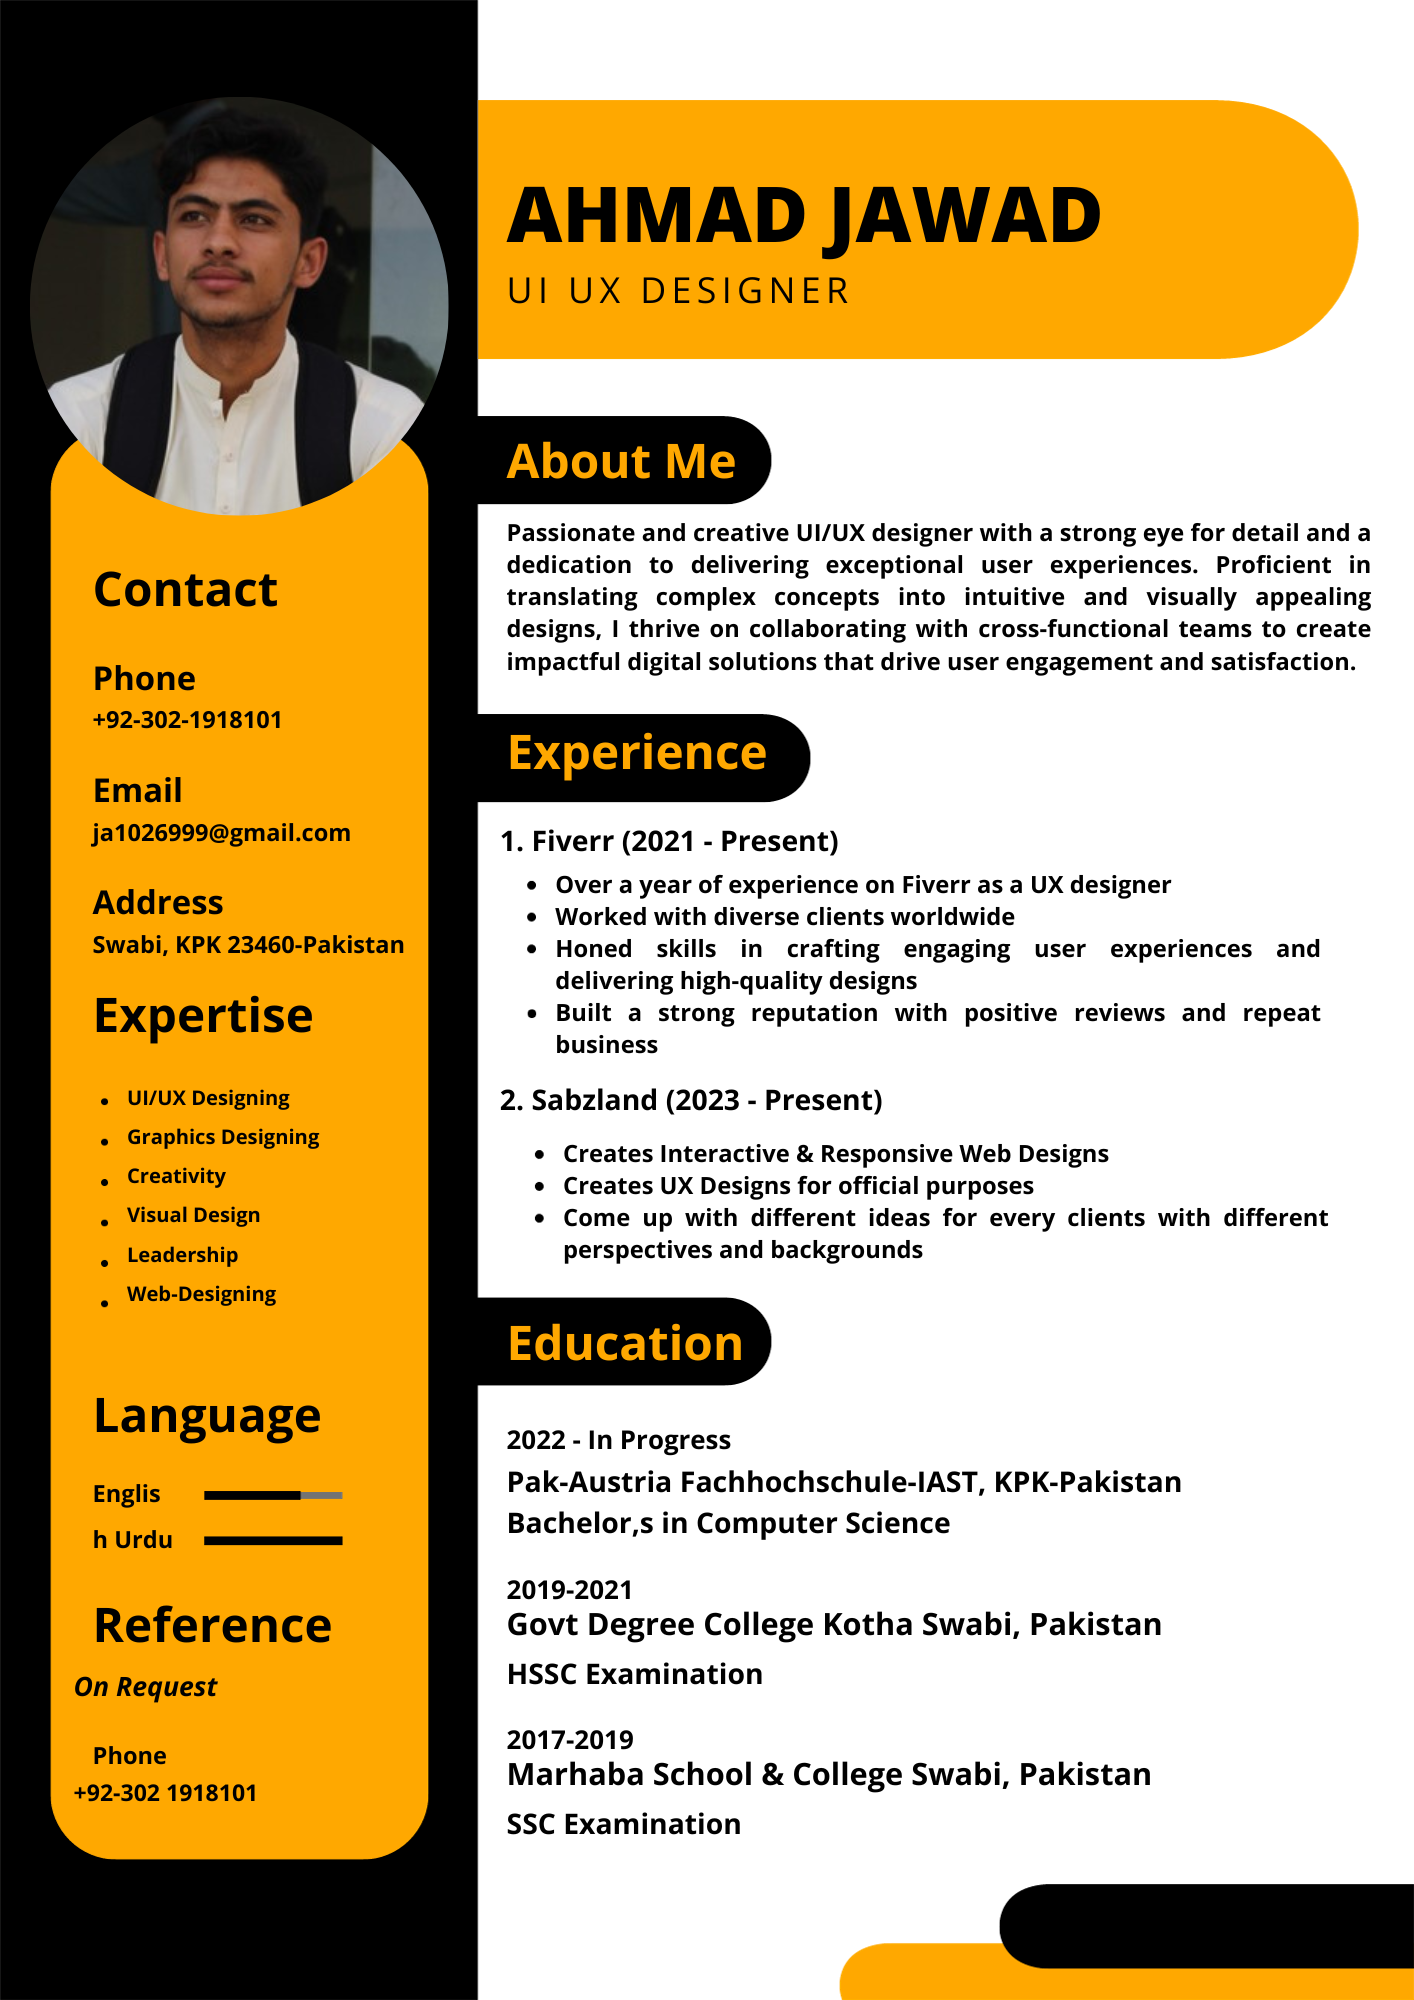 AHMAD JAWAD
UI UX DESIGNER
Contact
Phone
+92-302-1918101
Email
ja1026999@gmail.com
Address
Swabi, KPK 23460-Pakistan
Expertise
• UI/UX Designing
• Graphics Designing
• Creativity
• Visual Design
• Leadership
• Web-Designing
Language
Englis
h Urdu
Reference
On Request
Phone
+92-302 1918101
About Me
Passionate and creative UI/UX designer with a strong eye for detail and a
dedication to delivering exceptional user experiences. Proficient in
translating complex concepts into intuitive and visually appealing
designs, I thrive on collaborating with cross-functional teams to create
impactful digital solutions that drive user engagement and satisfaction.
Experience
1. Fiverr (2021 - Present)
• Over a year of experience on Fiverr as a UX designer
• Worked with diverse clients worldwide
• Honed skills in crafting engaging user experiences and
delivering high-quality designs
• Built a strong reputation with positive reviews and repeat
business
2. Sabzland (2023 - Present)
• Creates Interactive & Responsive Web Designs
• Creates UX Designs for official purposes
• Come up with different ideas for every clients with different
perspectives and backgrounds
Education
2022 - In Progress
Pak-Austria Fachhochschule-IAST, KPK-Pakistan
Bachelor,s in Computer Science
2019-2021
Govt Degree College Kotha Swabi, Pakistan
HSSC Examination
2017-2019
Marhaba School & College Swabi, Pakistan
SSC Examination